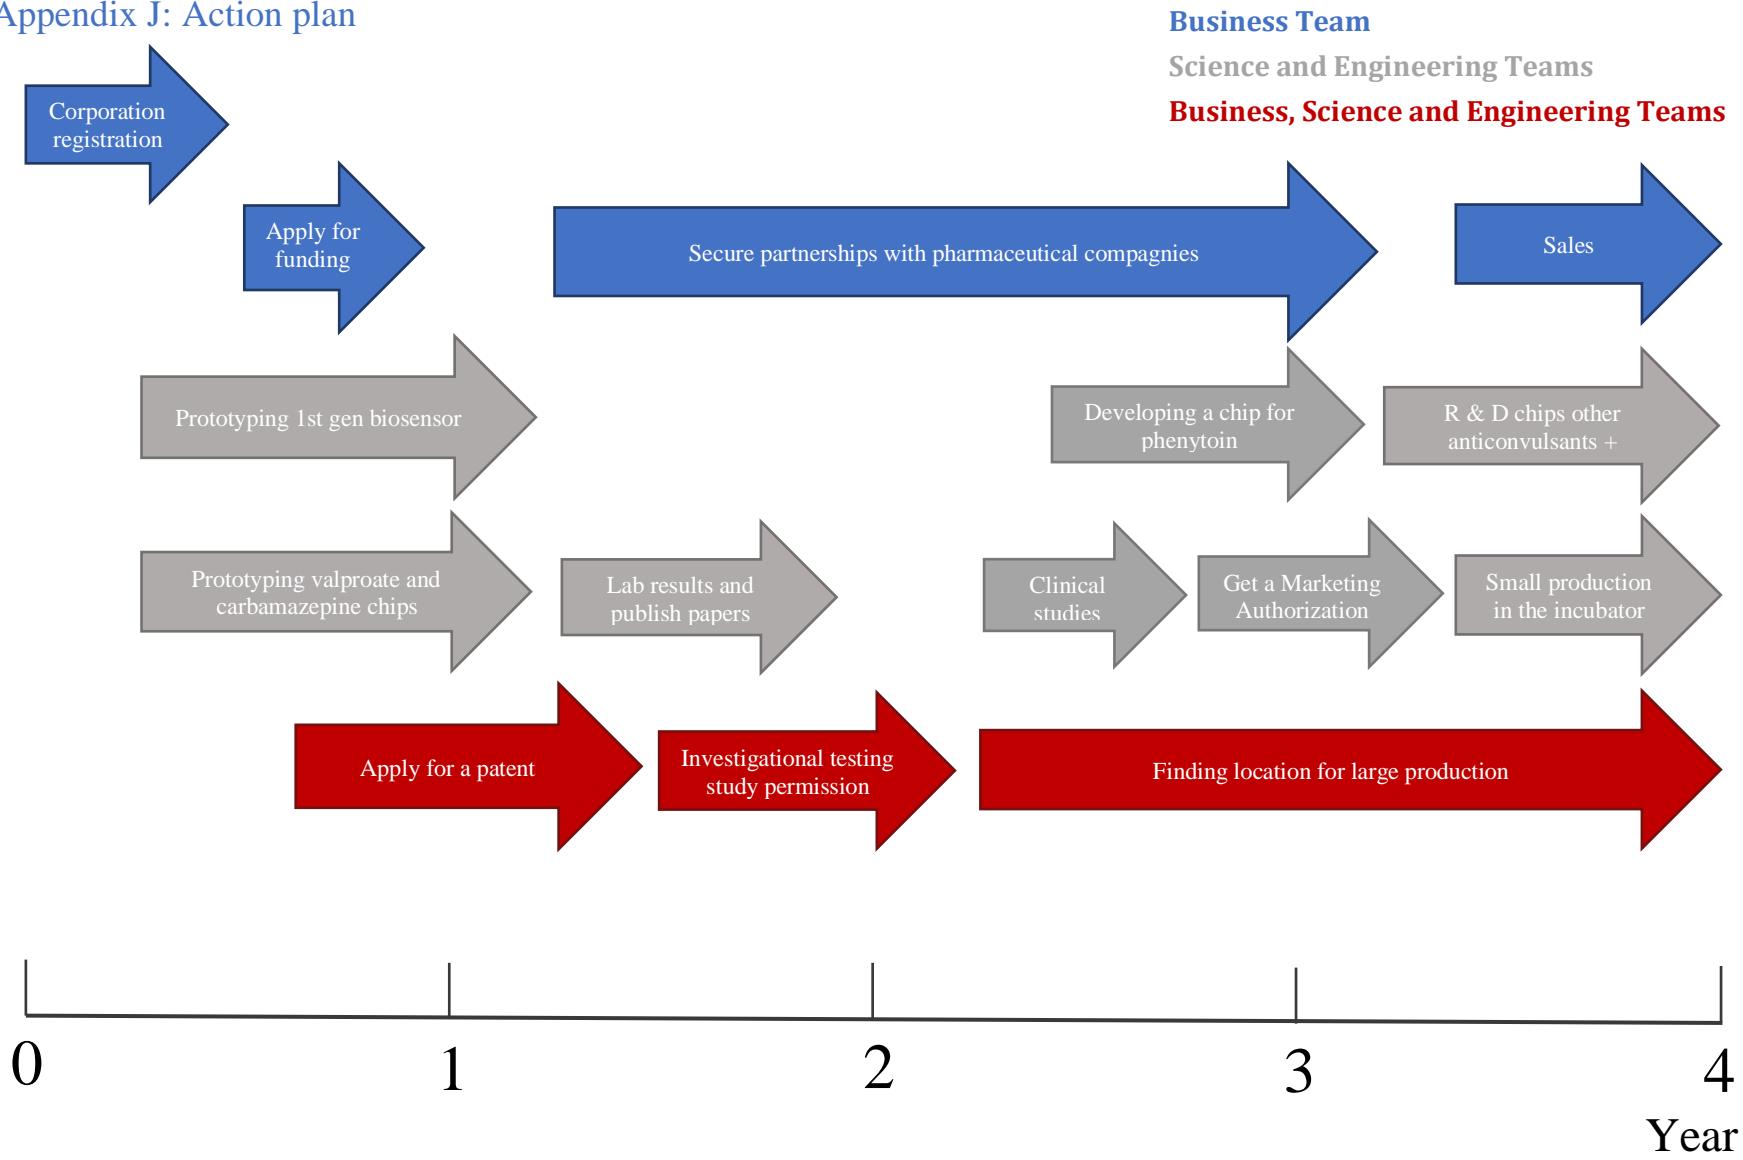 Appendix J: Action plan
Business Team
Science and Engineering Teams
Business, Science and Engineering Teams
Corporation
registration
Apply for
funding
Secure partnerships with pharmaceutical compagnies
Sales
Prototyping 1st gen biosensor
Developing a chip for
phenytoin
R & D chips other
anticonvulsants +
Prototyping valproate and
carbamazepine chips
Lab results and
publish papers
Clinical
studies
Get a Marketing
Authorization
Small production
in the incubator
Apply for a patent
Investigational testing
study permission
Finding location for large production
0
1
2
3
4
Year